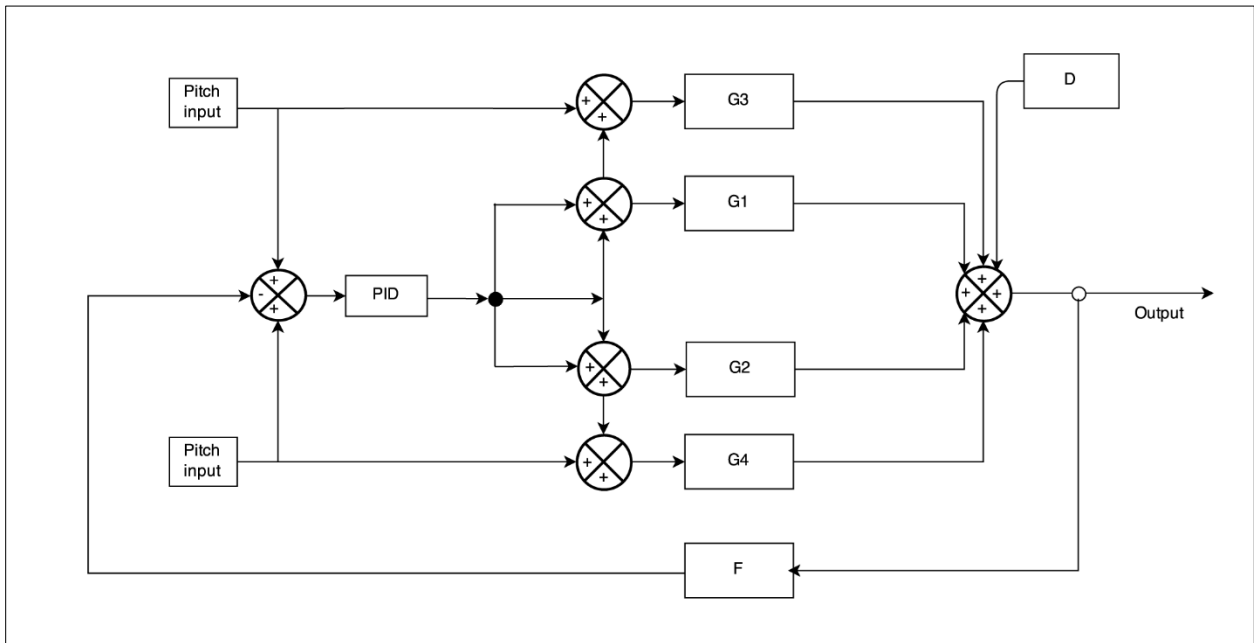 Pitch
input
+
+
G3
D
+
+
G1
+
-
+
PID
+
+
+
+
Output
+
+
G2
Pitch
input
+
+
G4
F